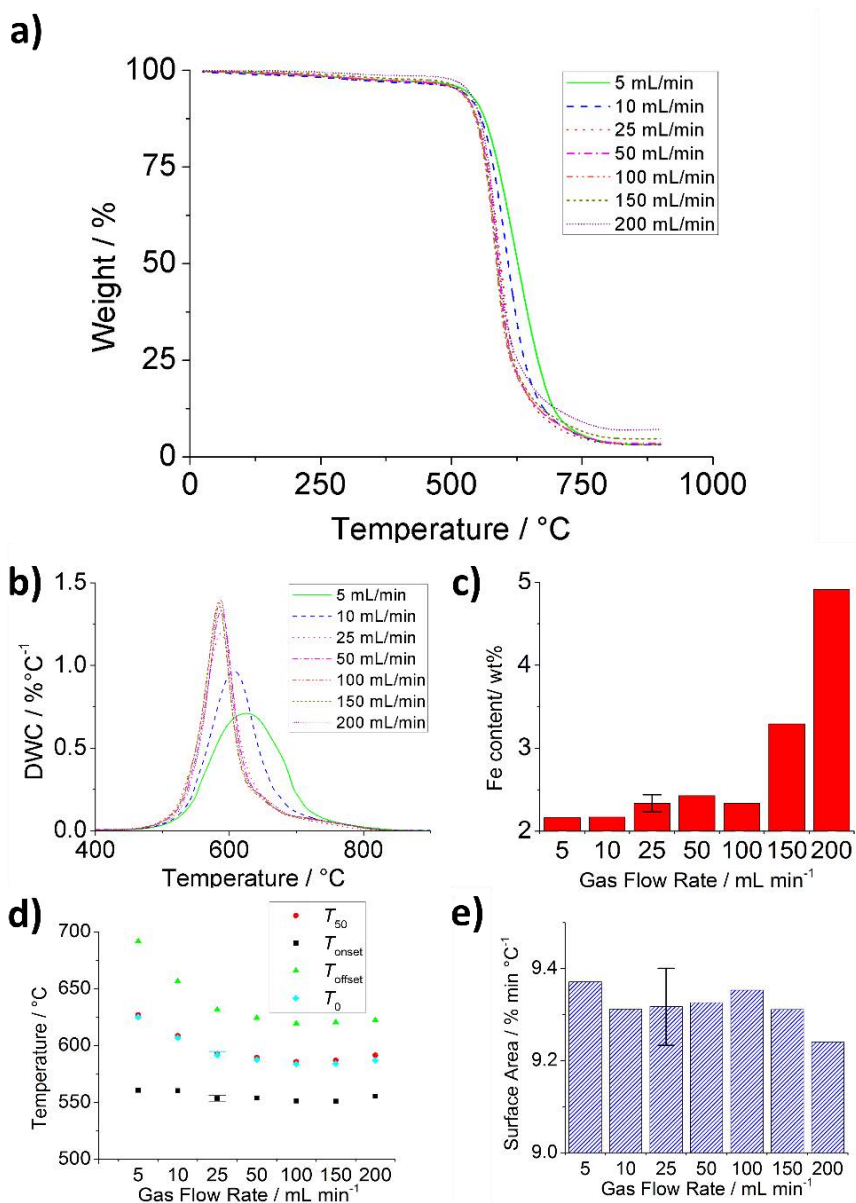 a)
100
75
50
25
0
Weight / %
0
250
500
750
1000
Temperature / °C
5 mL/min
10 mL/min
25 mL/min
50 mL/min
100 mL/min
150 mL/min
200 mL/min
b)
1.5
1.0
0.5
0.0
DWC / %°C⁻¹
400
600
800
Temperature / °C
5 mL/min
10 mL/min
25 mL/min
50 mL/min
100 mL/min
150 mL/min
200 mL/min
c)
5
4
3
2
Fe content/ wt%
5 10 25 50 100 150 200
Gas Flow Rate / mL min⁻¹
d)
T50
Tonset
Toffset
T0
700
650
600
550
500
Temperature / °C
5 10 25 50 100 150 200
Gas Flow Rate / mL min⁻¹
e)
9.4
9.2
9.0
Surface Area / % min °C⁻¹
5 10 25 50 100 150 200
Gas Flow Rate / mL min⁻¹